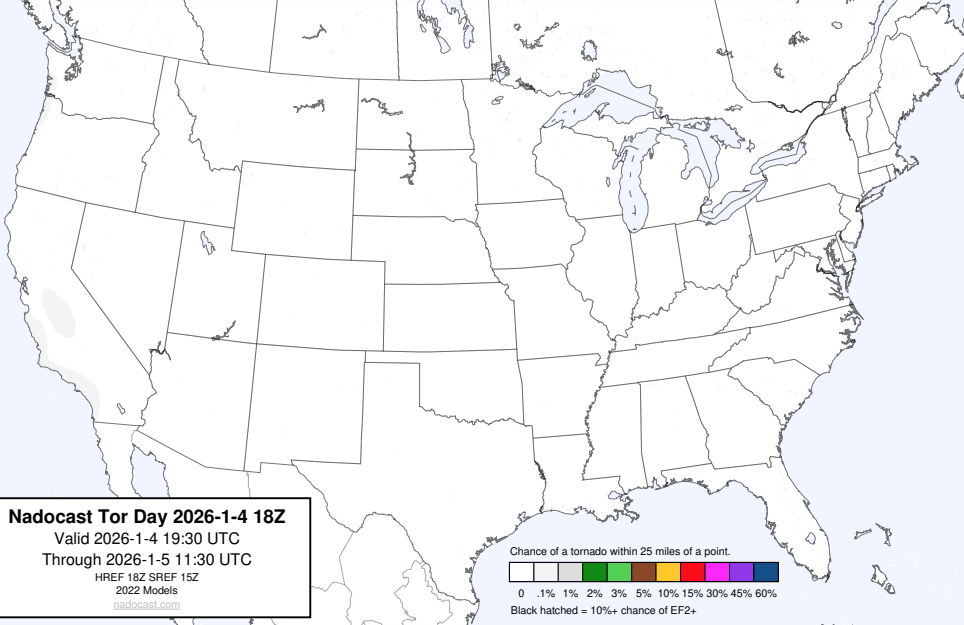 Nadocast Tor Day 2026-1-4 18Z
Valid 2026-1-4 19:30 UTC
Through 2026-1-5 11:30 UTC
HREF 18Z SREF 15Z
2022 Models
nadocast.com
Chance of a tornado within 25 miles of a point.
0 .1% 1% 2% 3% 5% 10% 15% 30% 45% 60%
Black hatched = 10%+ chance of EF2+